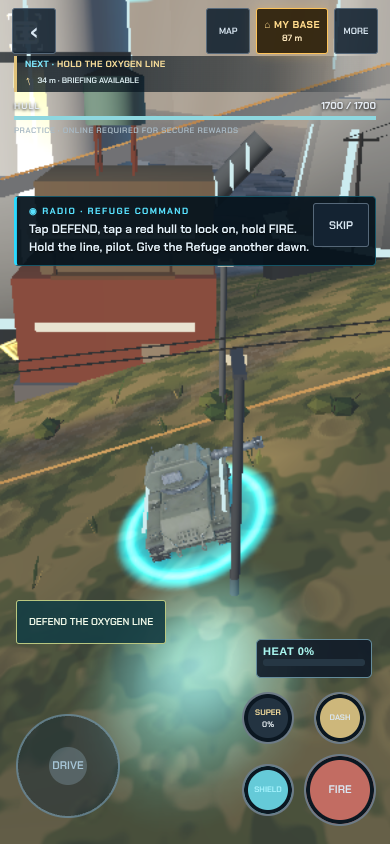 ‹
MAP
⌂ MY BASE
87 m
MORE
NEXT · HOLD THE OXYGEN LINE
34 m · BRIEFING AVAILABLE
HULL
1700 / 1700
PRACTICE · ONLINE REQUIRED FOR SECURE REWARDS
◉ RADIO · REFUGE COMMAND
Tap DEFEND, tap a red hull to lock on, hold FIRE.
Hold the line, pilot. Give the Refuge another dawn.
SKIP
DEFEND THE OXYGEN LINE
HEAT 0%
SUPER
0%
DASH
DRIVE
SHIELD
FIRE